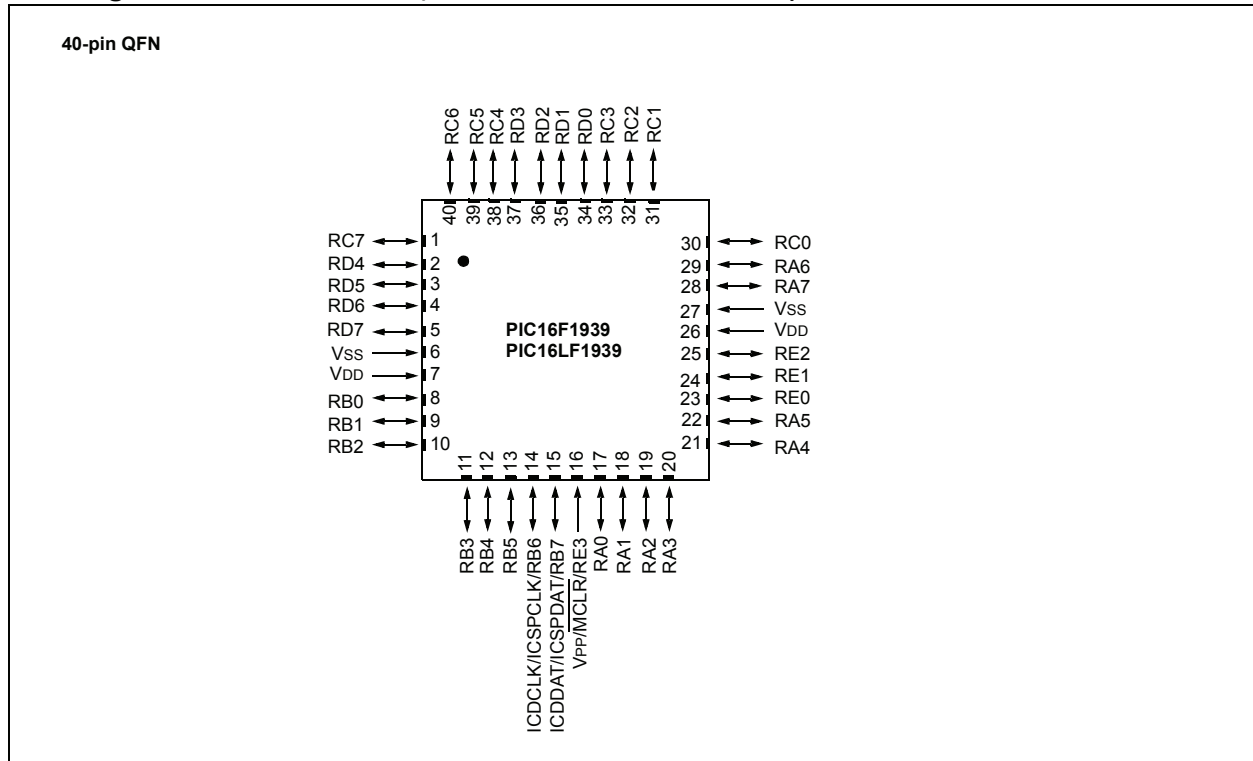 40-pin QFN
RC6
RC5
RC4
RD3
RD2
RD1
RD0
RC3
RC2
RC1
40
39
38
37
36
35
34
33
32
31
RC7 1
RD4 2
RD5 3
RD6 4
RD7 5
VSS 6
VDD 7
RB0 8
RB1 9
RB2 10
PIC16F1939
PIC16LF1939
30 RC0
29 RA6
28 RA7
27 VSS
26 VDD
25 RE2
24 RE1
23 RE0
22 RA5
21 RA4
11
12
13
14
15
16
17
18
19
20
RB3
RB4
RB5
ICDCLK/ICSPCLK/RB6
ICDDAT/ICSPDAT/RB7
VPP/MCLR/RE3
RA0
RA1
RA2
RA3